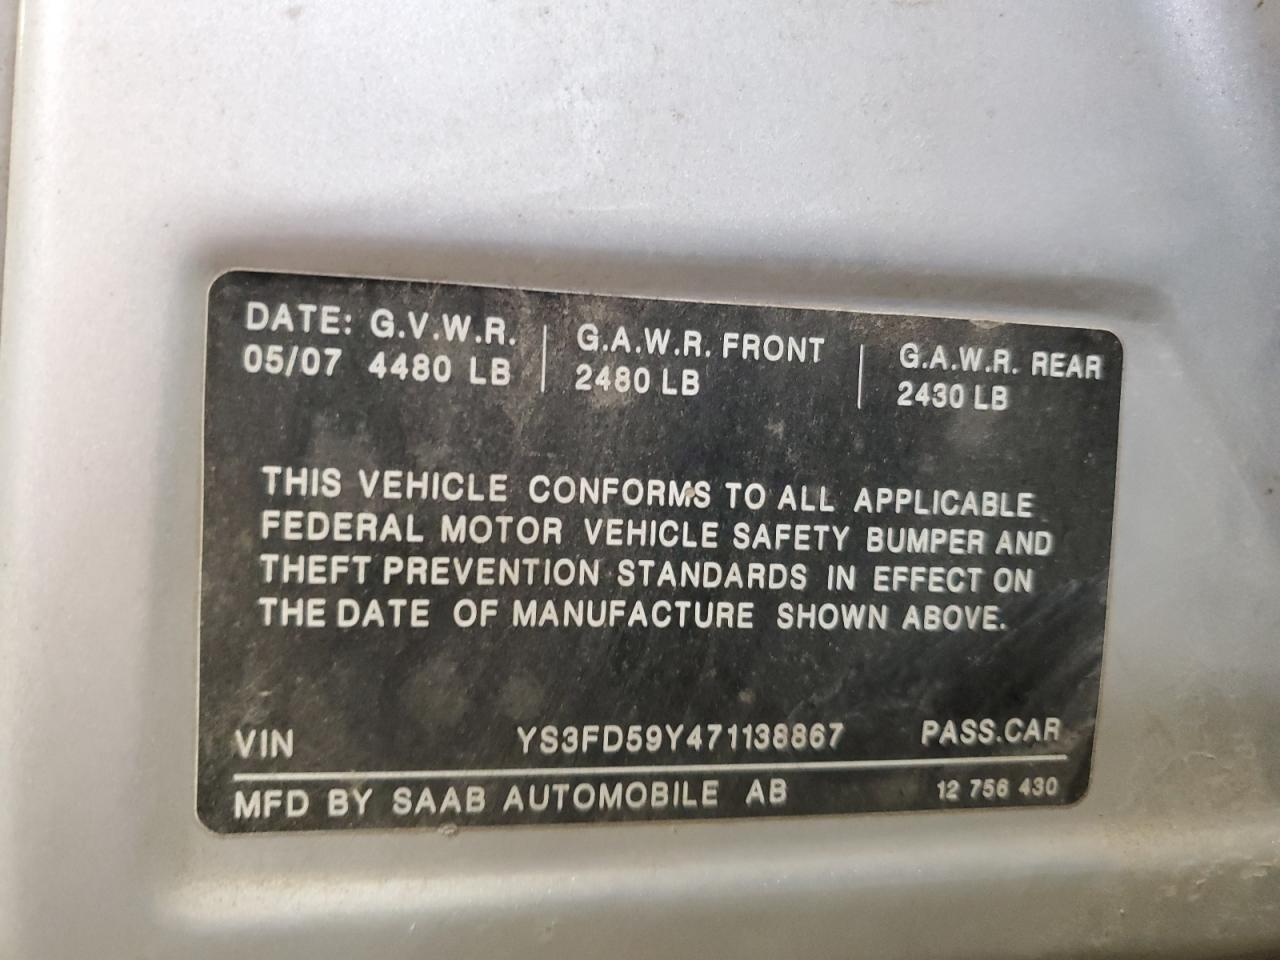 DATE: G.V.W.R. | G.A.W.R. FRONT | G.A.W.R. REAR
05/07 4480 LB | 2480 LB | 2430 LB
THIS VEHICLE CONFORMS TO ALL APPLICABLE
FEDERAL MOTOR VEHICLE SAFETY BUMPER AND
THEFT PREVENTION STANDARDS IN EFFECT ON
THE DATE OF MANUFACTURE SHOWN ABOVE.
VIN YS3FD59Y471138867 PASS.CAR
MFD BY SAAB AUTOMOBILE AB 12 756 430